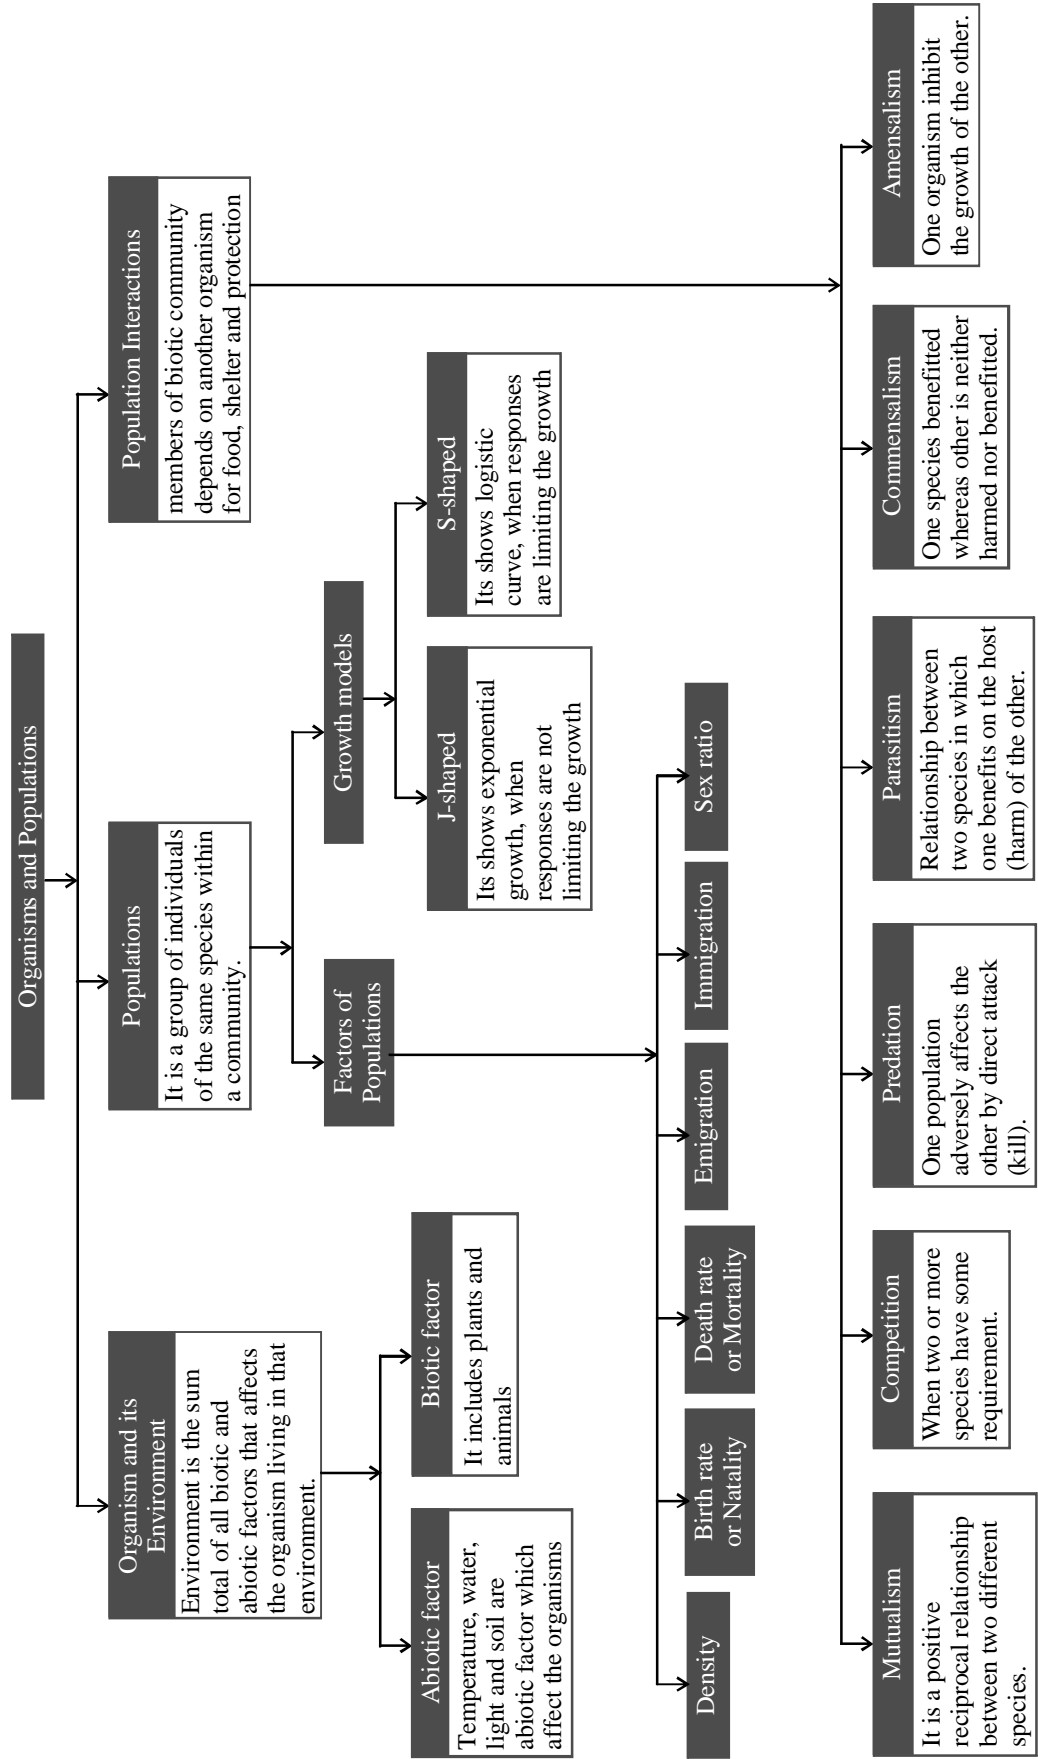 Organisms and Populations
Organism and its
Environment
Environment is the sum
total of all biotic and
abiotic factors that affects
the organism living in that
environment.
Populations
It is a group of individuals
of the same species within
a community.
Population Interactions
members of biotic community
depends on another organism
for food, shelter and protection
Abiotic factor
Temperature, water,
light and soil are
abiotic factor which
affect the organisms
Biotic factor
It includes plants and
animals
Factors of
Populations
Growth models
J-shaped
Its shows exponential
growth, when
responses are not
limiting the growth
S-shaped
Its shows logistic
curve, when responses
are limiting the growth
Density
Birth rate
or Natality
Death rate
or Mortality
Emigration
Immigration
Sex ratio
Mutualism
It is a positive
reciprocal relationship
between two different
species.
Competition
When two or more
species have some
requirement.
Predation
One population
adversely affects the
other by direct attack
(kill).
Parasitism
Relationship between
two species in which
one benefits on the host
(harm) of the other.
Commensalism
One species benefitted
whereas other is neither
harmed nor benefitted.
Amensalism
One organism inhibit
the growth of the other.